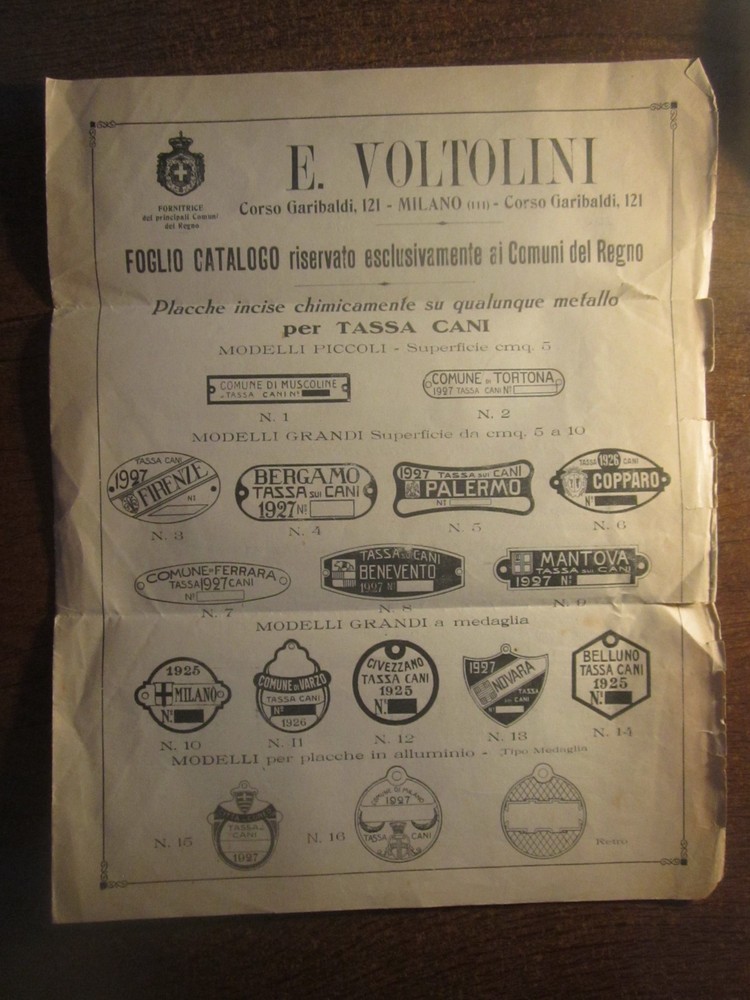 E. VOLTOLINI
FORNITRICE
dei principali Comuni
del Regno
Corso Garibaldi, 121 - MILANO (111) - Corso Garibaldi, 121
FOGLIO CATALOGO riservato esclusivamente ai Comuni del Regno
Placche incise chimicamente su qualunque metallo
per TASSA CANI
MODELLI PICCOLI - Superficie cmq. 5
COMUNE DI MUSCOLINE
TASSA CANI N°
COMUNE DI TORTONA
1927 TASSA CANI N°
N. 1
N. 2
MODELLI GRANDI Superficie da cmq. 5 a 10
TASSA CANI
1927
FIRENZE
N°
BERGAMO
TASSA SUI CANI
1927 N°
1927 TASSA SUI CANI
PALERMO
N°
TASSA 1926 CANI
COPPARO
N°
N. 3
N. 4
N. 5
N. 6
COMUNE DI FERRARA
TASSA 1927 CANI
N°
TASSA SUI CANI
BENEVENTO
1927 N°
MANTOVA
TASSA SUI CANI
1927 N°
N. 7
N. 8
N. 9
MODELLI GRANDI a medaglia
1925
MILANO
N°
COMUNE DI VARZO
TASSA CANI
N°
1926
CIVEZZANO
TASSA CANI
1925
N°
1927
NOVARA
TASSA
SUI CANI
N°
BELLUNO
TASSA CANI
1925
N°
N. 10
N. 11
N. 12
N. 13
N. 14
MODELLI per placche in alluminio - Tipo Medaglia
TASSA
CANI
1927
COMUNE DI MILANO
1927
TASSA CANI
N. 15
N. 16
Retro